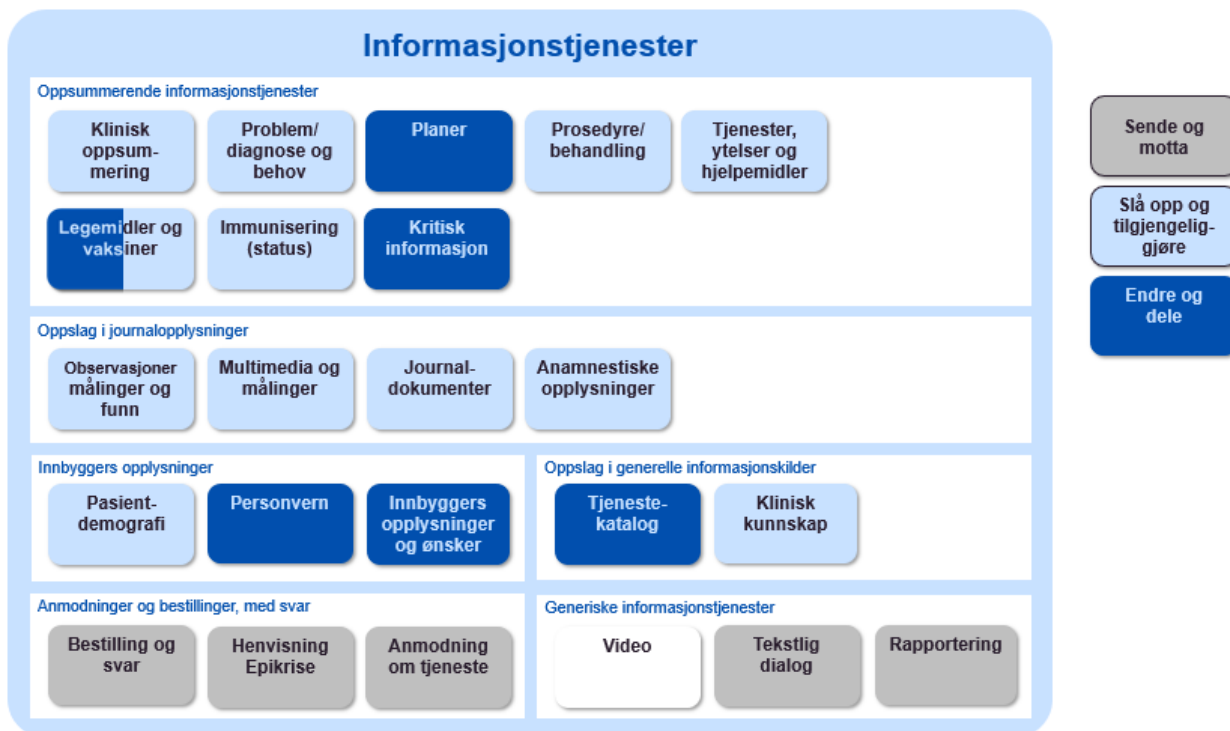 Informasjonstjenester
Oppsummerende informasjonstjenester
Klinisk
oppsum-
mering
Problem/
diagnose og
behov
Planer
Prosedyre/
behandling
Tjenester,
ytelser og
hjelpemidler
Legemidler og
vaksiner
Immunisering
(status)
Kritisk
informasjon
Oppslag i journalopplysninger
Observasjoner
målinger og
funn
Multimedia og
målinger
Journal-
dokumenter
Anamnestiske
opplysninger
Innbyggers opplysninger
Pasient-
demografi
Personvern
Innbyggers
opplysninger
og ønsker
Oppslag i generelle informasjonskilder
Tjeneste-
katalog
Klinisk
kunnskap
Anmodninger og bestillinger, med svar
Bestilling og
svar
Henvisning
Epikrise
Anmodning
om tjeneste
Generiske informasjonstjenester
Video
Tekstlig
dialog
Rapportering
Sende og
motta
Slå opp og
tilgjengelig-
gjøre
Endre og
dele